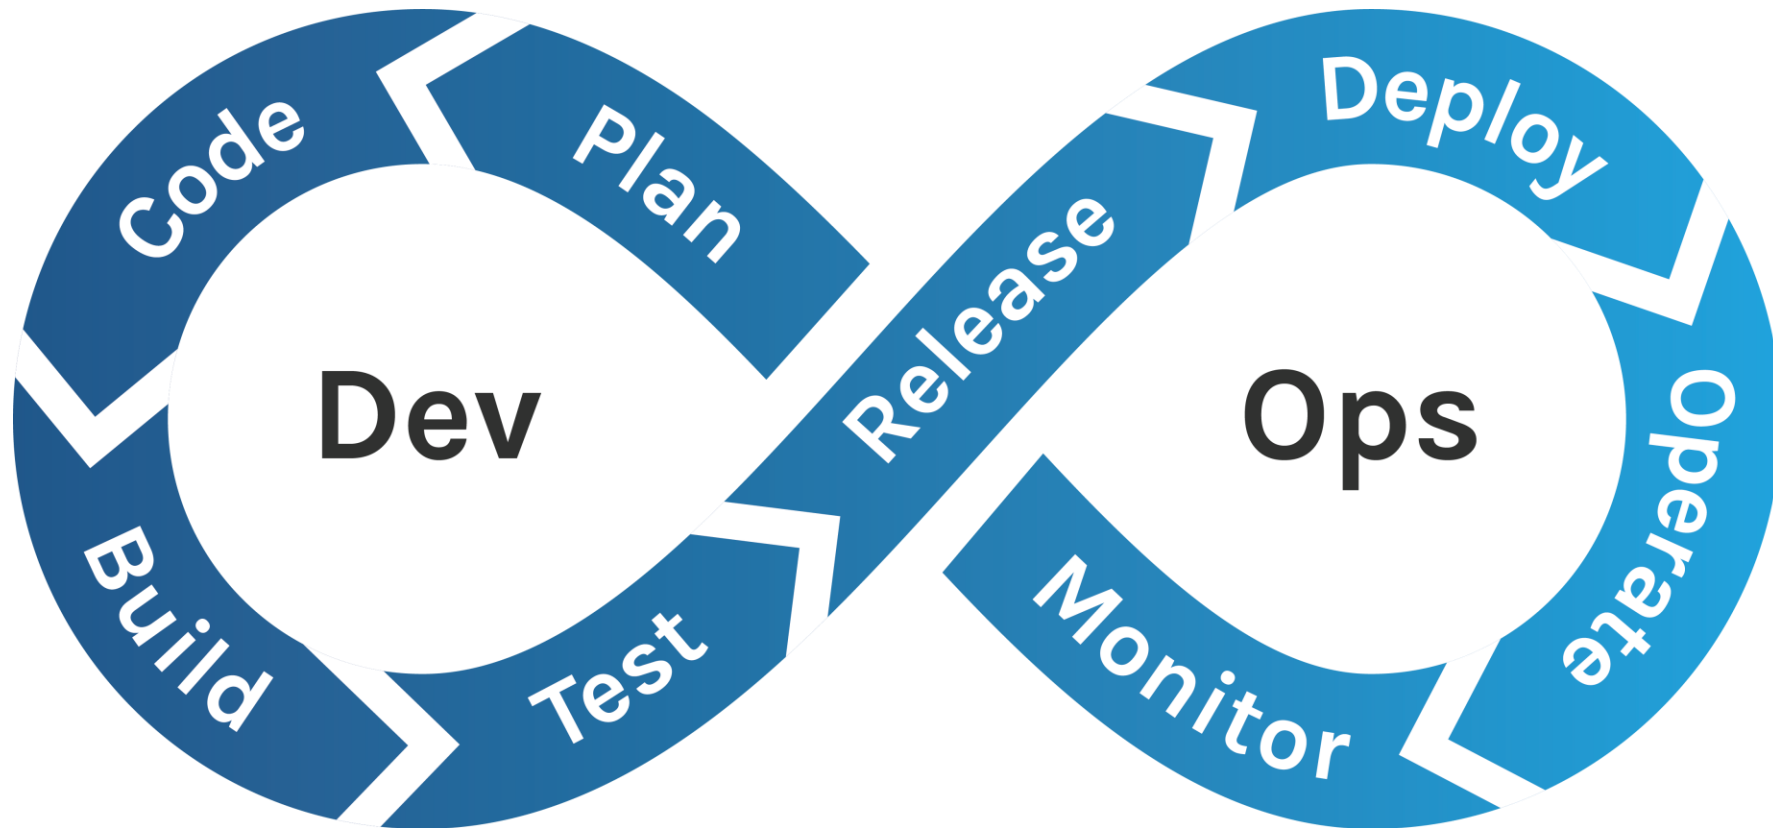 Plan
Code
Build
Test
Release
Deploy
Operate
Monitor
Dev
Ops